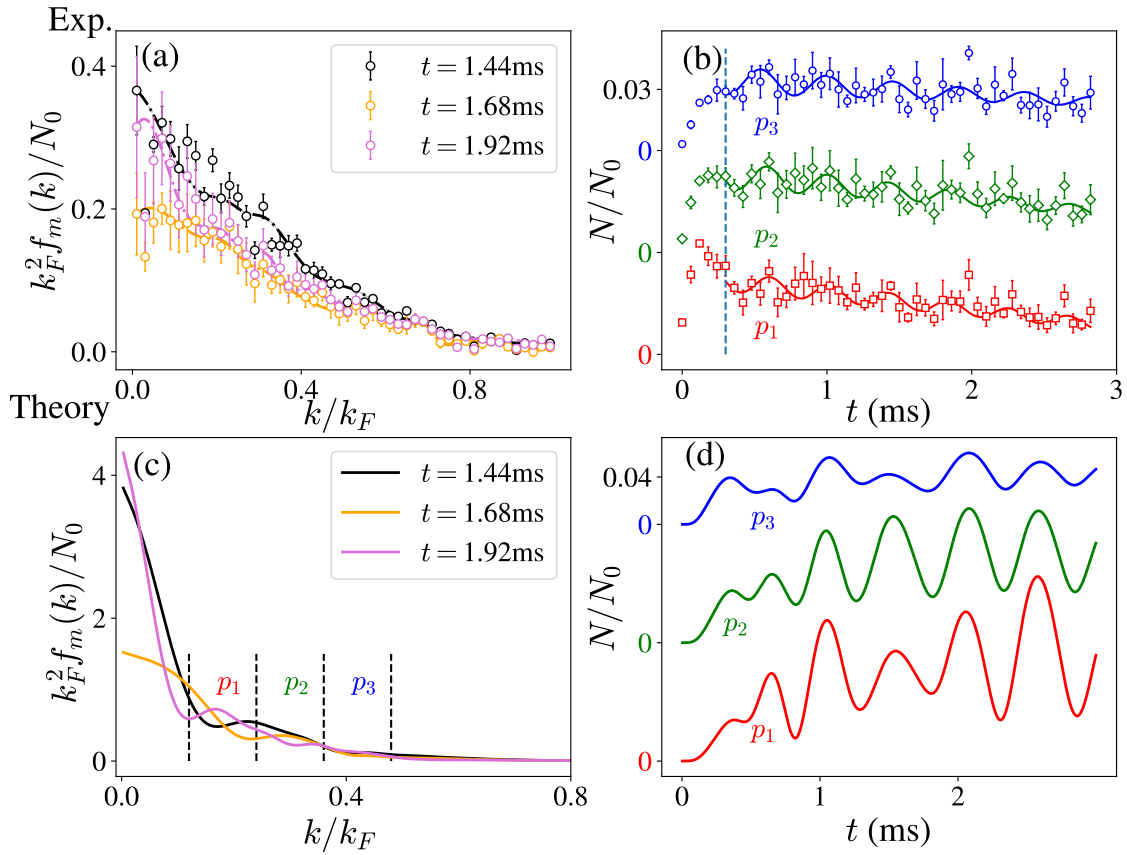 Exp.
(a)
t = 1.44ms
t = 1.68ms
t = 1.92ms
0.4
0.2
0.0
k_F^2 f_m(k)/N_0
0.0
0.4
0.8
k/k_F
(b)
0.03
0
0
0
N/N_0
p_3
p_2
p_1
0
1
2
3
t (ms)
Theory
(c)
t = 1.44ms
t = 1.68ms
t = 1.92ms
4
2
0
k_F^2 f_m(k)/N_0
p_1
p_2
p_3
0.0
0.4
0.8
k/k_F
(d)
0.04
0
0
0
N/N_0
p_3
p_2
p_1
0
1
2
t (ms)